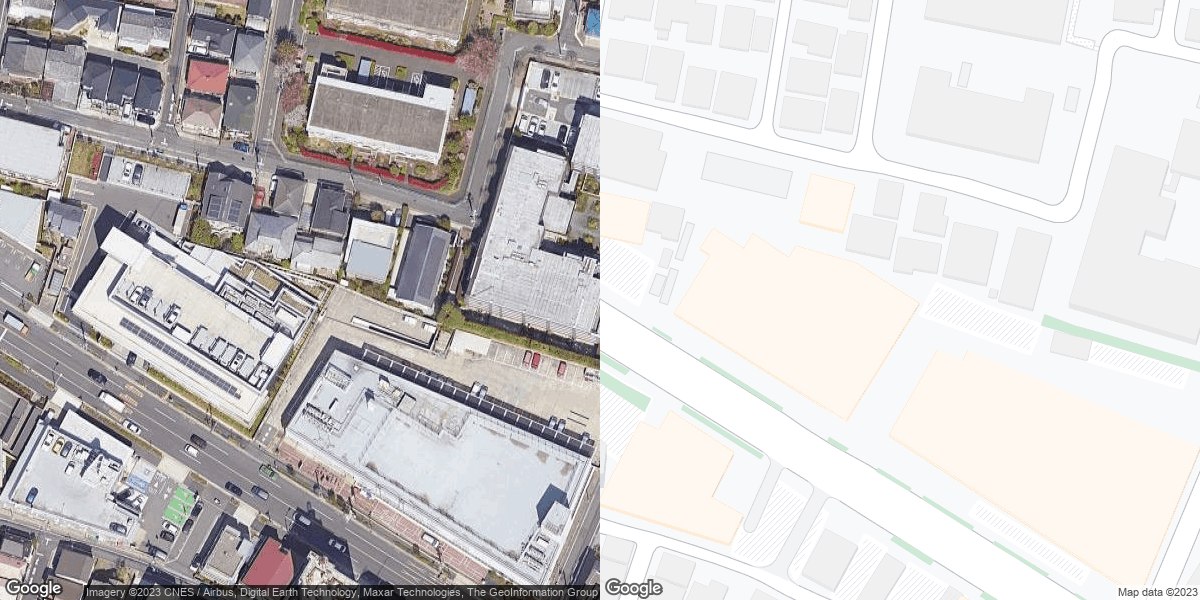 Google
Imagery ©2023 CNES / Airbus, Digital Earth Technology, Maxar Technologies, The GeoInformation Group
Google
Map data ©2023